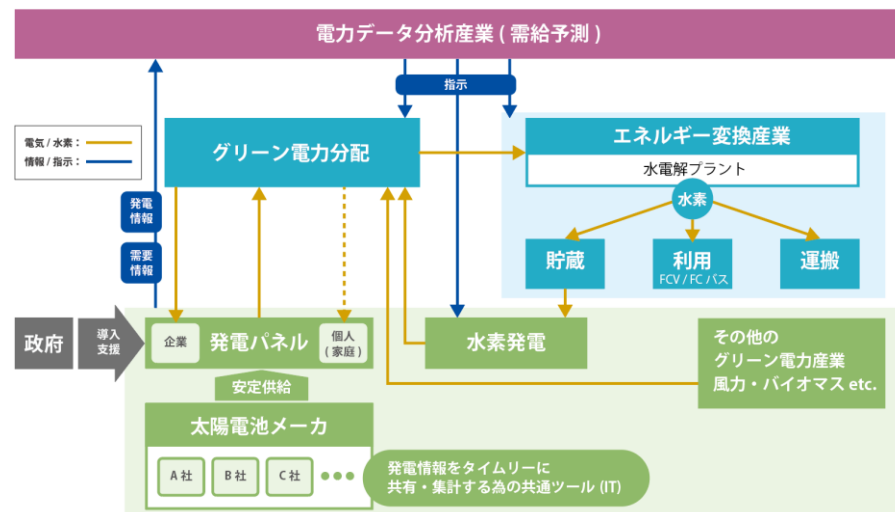 電力データ分析産業 ( 需給予測 )
指示
電気 / 水素 :
情報 / 指示 :
グリーン電力分配
エネルギー変換産業
水電解プラント
水素
発電
情報
需要
情報
貯蔵
利用
FCV / FC バス
運搬
政府
導入
支援
企業
発電パネル
個人
( 家庭 )
水素発電
その他の
グリーン電力産業
風力・バイオマス etc.
安定供給
太陽電池メーカ
A 社
B 社
C 社
発電情報をタイムリーに
共有・集計する為の共通ツール (IT)